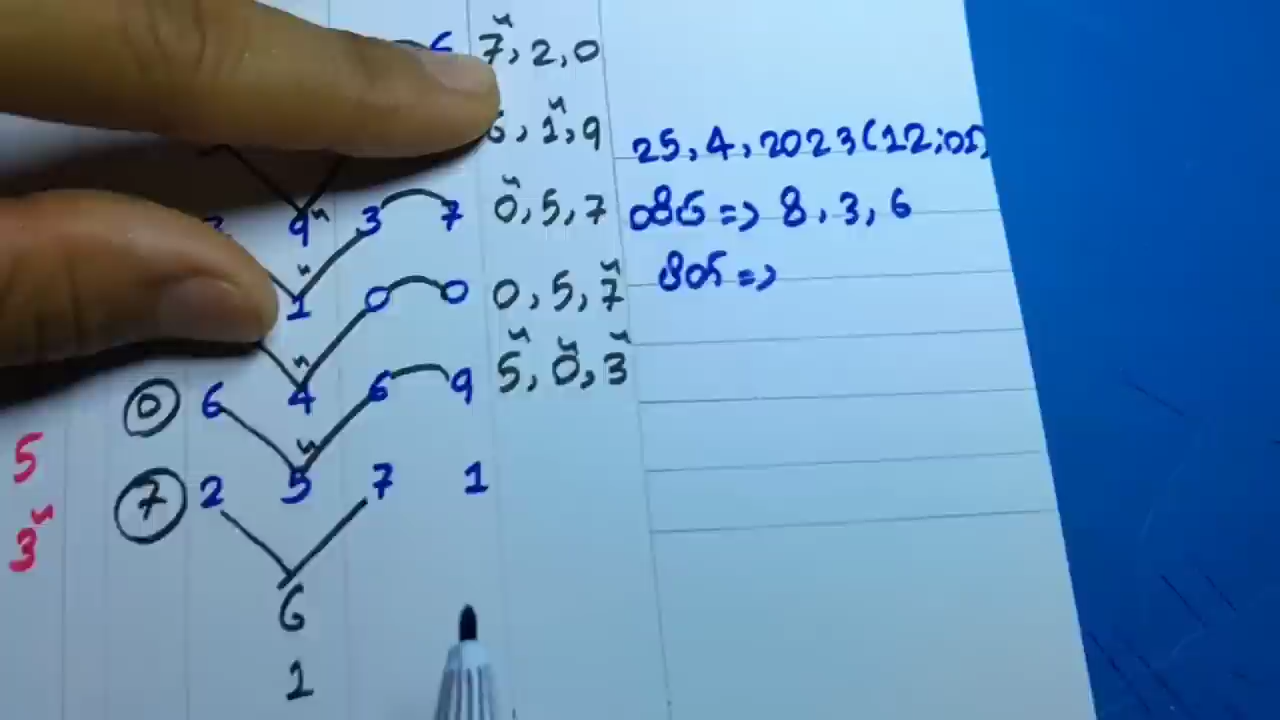 6 7, 2, 0
1, 9
25, 4, 2023 (12;05)
9 3 7 0, 5, 7
085 => 8, 3, 6
1 0 0 0, 5, 7
805 =>
0 6 4 6 9 5, 0, 3
5
7 2 5 7 1
3
6
1